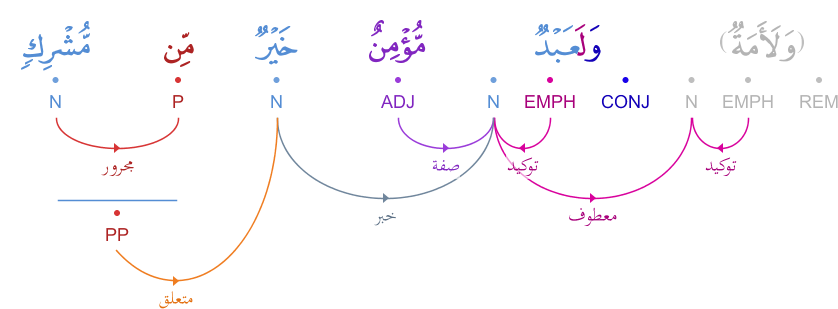 (وَلَأَمَةٌ) وَلَعَبْدٌ مُّؤْمِنٌ خَيْرٌ مِّن مُّشْرِكٍ
REM EMPH N CONJ EMPH N ADJ N P N
توكيد توكيد صفة مجرور
معطوف خبر
PP
متعلق